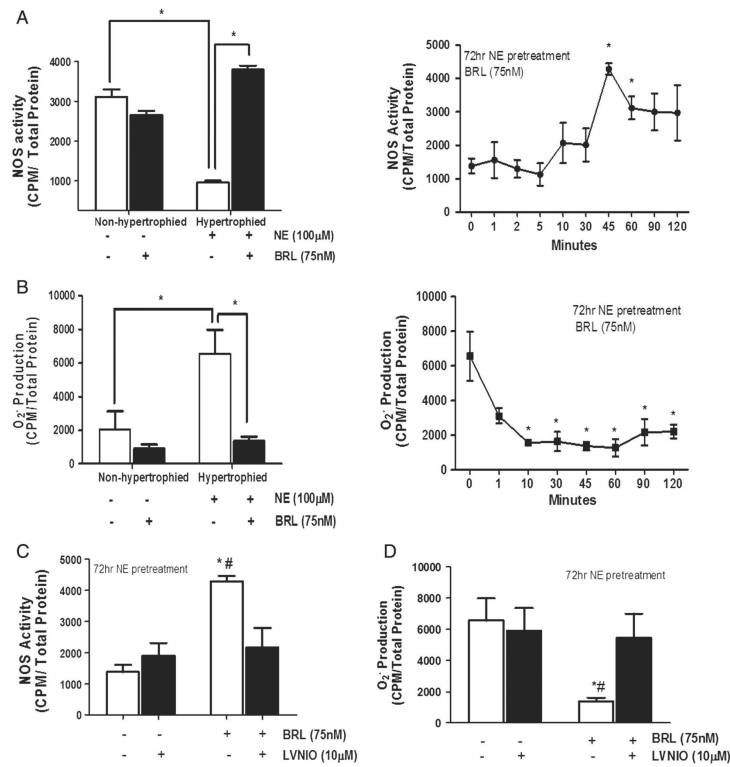 A
NOS activity
(CPM/ Total Protein)
5000
4000
3000
2000
1000
*
*
Non-hypertrophied Hypertrophied
- - + + NE (100μM)
- + - + BRL (75nM)
72hr NE pretreatment
BRL (75nM)
NOS Activity
(CPM/Total Protein)
5000
4000
3000
2000
1000
0
*
*
0 1 2 5 10 30 45 60 90 120
Minutes
B
O2- Production
(CPM/Total Protein)
10000
8000
6000
4000
2000
0
*
*
Non-hypertrophied Hypertrophied
- - + + NE (100μM)
- + - + BRL (75nM)
72hr NE pretreatment
BRL (75nM)
O2- Production
(CPM/Total Protein)
10000
8000
6000
4000
2000
0
* * * * * *
0 1 10 30 45 60 90 120
Minutes
C
72hr NE pretreatment
NOS Activity
(CPM/ Total Protein)
5000
4000
3000
2000
1000
0
*#
- - + + BRL (75nM)
- + - + LVNIO (10μM)
D
72hr NE pretreatment
O2- Production
(CPM/Total Protein)
10000
8000
6000
4000
2000
0
*#
- - + + BRL (75nM)
- + - + LVNIO (10μM)